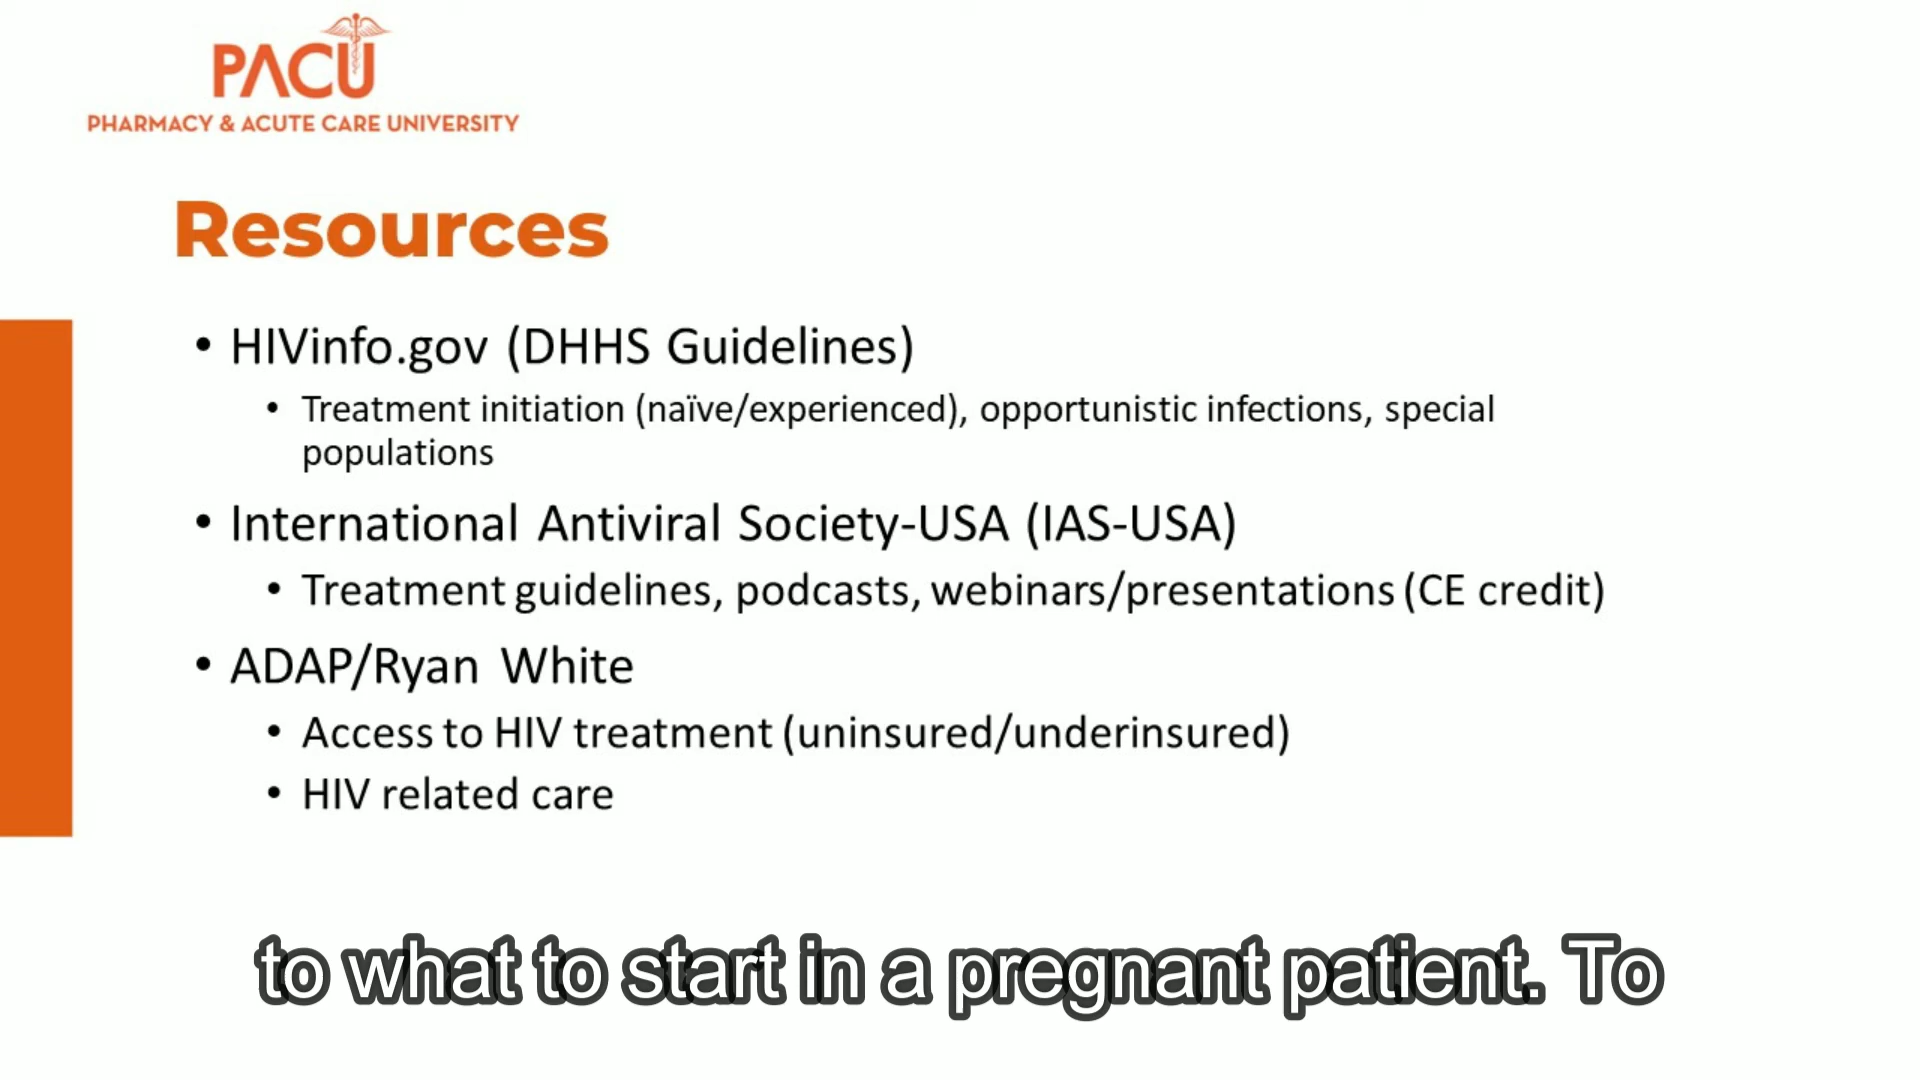 PACU
PHARMACY & ACUTE CARE UNIVERSITY
Resources
• HIVinfo.gov (DHHS Guidelines)
• Treatment initiation (naïve/experienced), opportunistic infections, special
populations
• International Antiviral Society-USA (IAS-USA)
• Treatment guidelines, podcasts, webinars/presentations (CE credit)
• ADAP/Ryan White
• Access to HIV treatment (uninsured/underinsured)
• HIV related care
to what to start in a pregnant patient. To